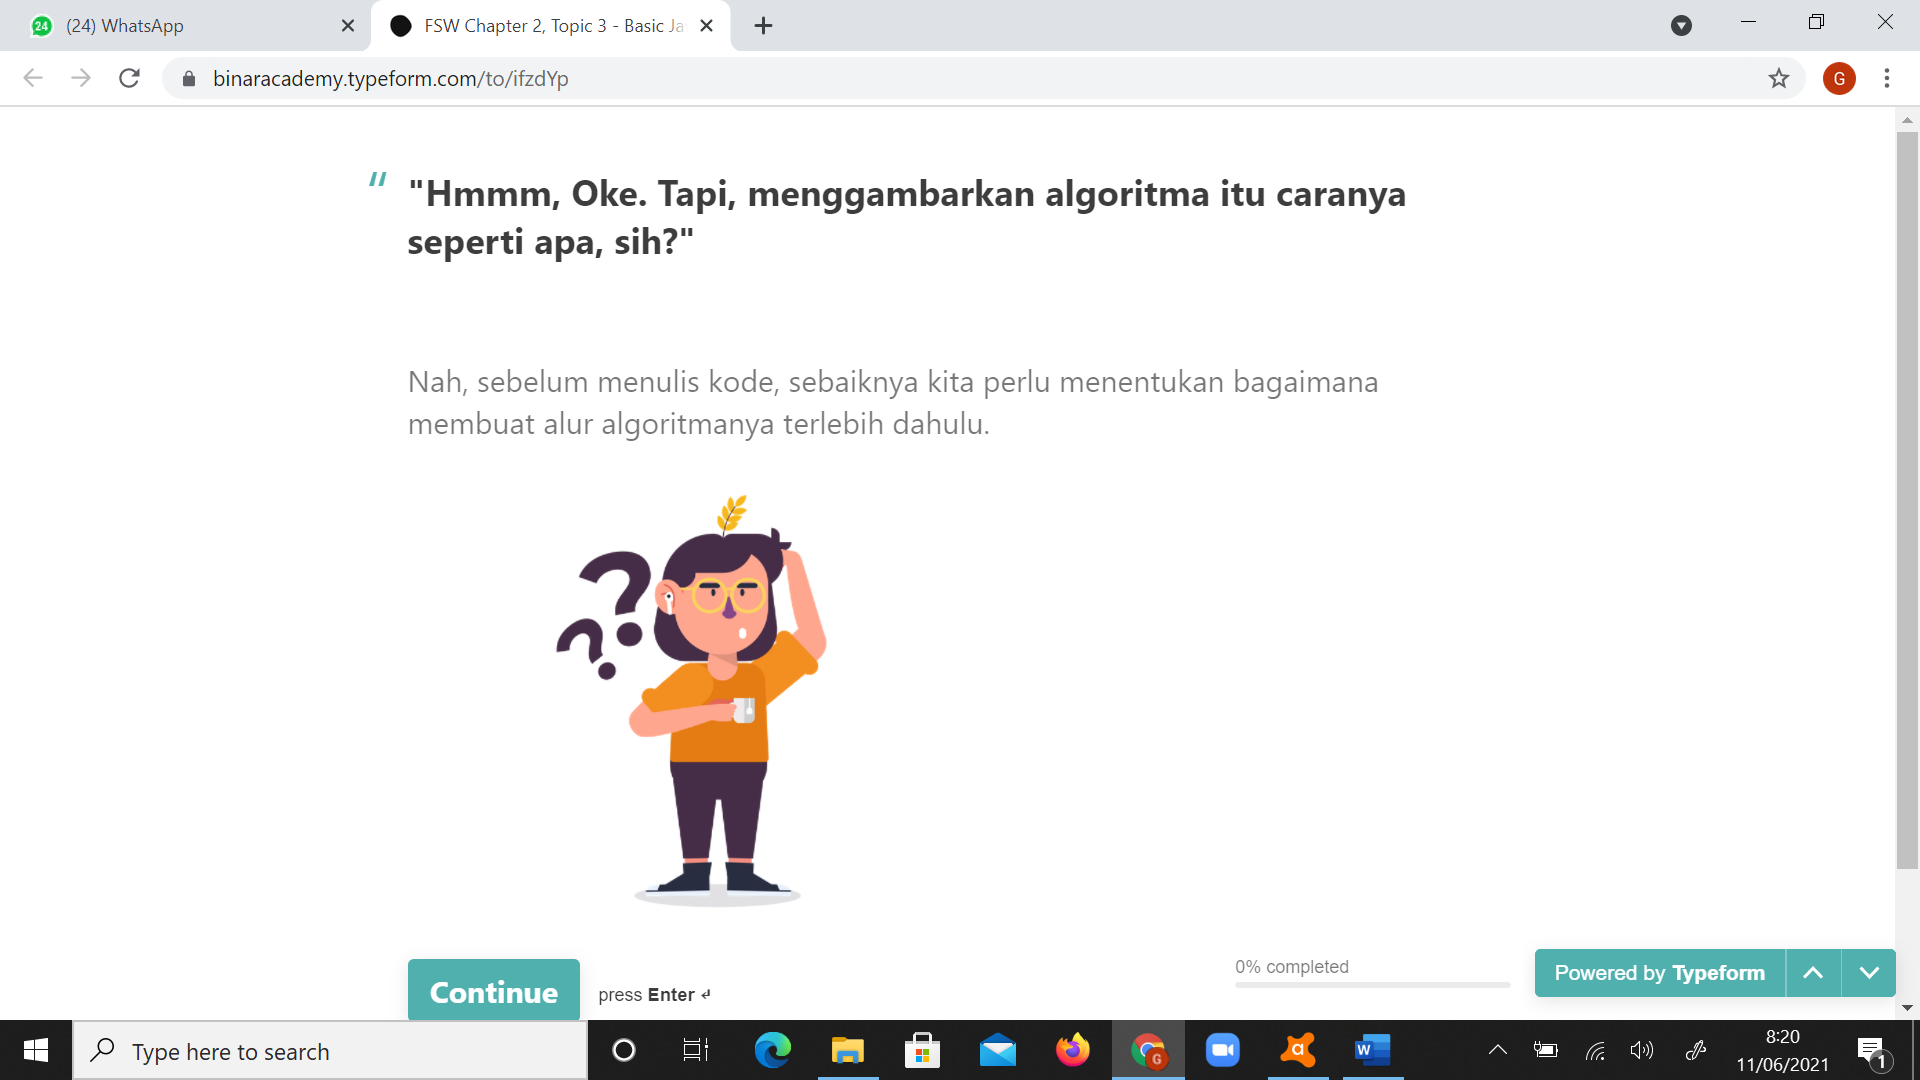 24
(24) WhatsApp
FSW Chapter 2, Topic 3 - Basic Ja
binaracademy.typeform.com/to/ifzdYp
G
"Hmmm, Oke. Tapi, menggambarkan algoritma itu caranya
seperti apa, sih?"
Nah, sebelum menulis kode, sebaiknya kita perlu menentukan bagaimana
membuat alur algoritmanya terlebih dahulu.
??
Continue
press Enter ↵
0% completed
Powered by Typeform
Type here to search
G
W
8:20
11/06/2021
1